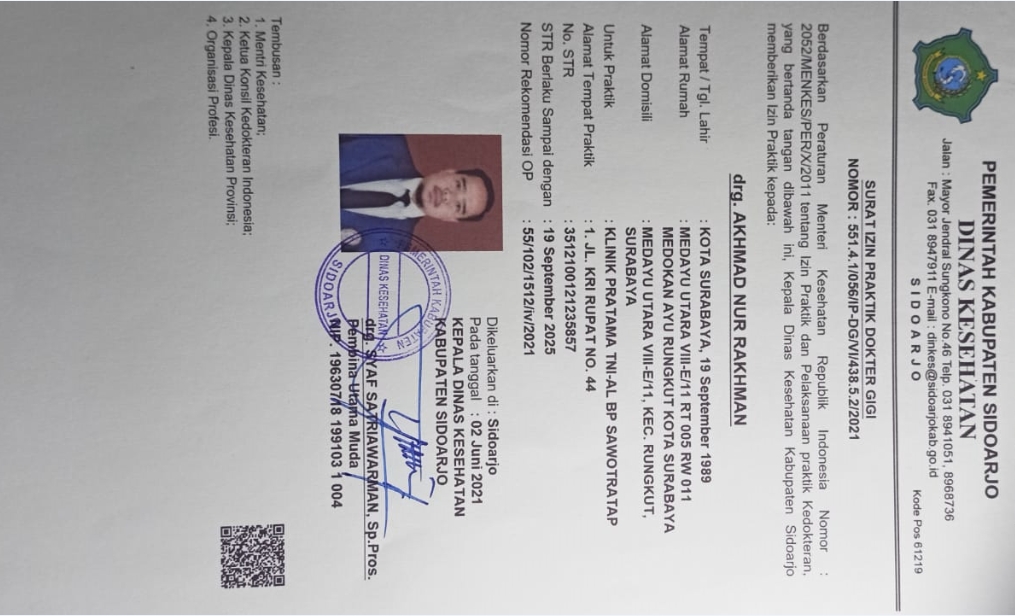 PEMERINTAH KABUPATEN SIDOARJO
DINAS KESEHATAN
Jalan : Mayor Jendral Sungkono No.46 Telp. 031 8941051, 8968736
Fax. 031 8947911 E-mail : dinkes@sidoarjokab.go.id
SIDOARJO Kode Pos 61219
SURAT IZIN PRAKTIK DOKTER GIGI
NOMOR : 551.4.1/056/IP-DG/VI/438.5.2/2021
Berdasarkan Peraturan Menteri Kesehatan Republik Indonesia Nomor :
2052/MENKES/PER/X/2011 tentang Izin Praktik dan Pelaksanaan praktik Kedokteran,
yang bertanda tangan dibawah ini, Kepala Dinas Kesehatan Kabupaten Sidoarjo
memberikan Izin Praktik kepada:
drg. AKHMAD NUR RAKHMAN
Tempat / Tgl. Lahir : KOTA SURABAYA, 19 September 1989
Alamat Rumah : MEDAYU UTARA VIII-E/11 RT 005 RW 011
MEDOKAN AYU RUNGKUT KOTA SURABAYA
Alamat Domisili : MEDAYU UTARA VIII-E/11, KEC. RUNGKUT,
SURABAYA
Untuk Praktik : KLINIK PRATAMA TNI-AL BP SAWOTRATAP
Alamat Tempat Praktik : 1. JL. KRI RUPAT NO. 44
No. STR : 3512100121235857
STR Berlaku Sampai dengan : 19 September 2025
Nomor Rekomendasi OP : 55/102/1512/iv/2021
Dikeluarkan di : Sidoarjo
Pada tanggal : 02 Juni 2021
KEPALA DINAS KESEHATAN
KABUPATEN SIDOARJO
PEMERINTAH KABUPATEN
DINAS KESEHATAN
SIDOARJO
drg. SYAF SATRIAWARMAN, Sp.Pros.
Pembina Utama Muda
NIP. 19630718 199103 1 004
Tembusan :
1. Mentri Kesehatan;
2. Ketua Konsil Kedokteran Indonesia;
3. Kepala Dinas Kesehatan Provinsi;
4. Organisasi Profesi.